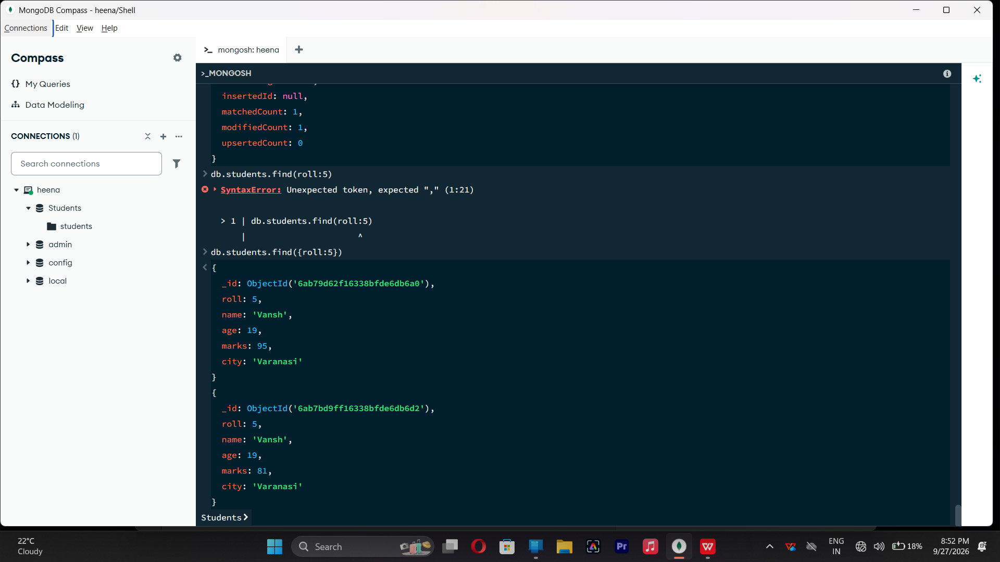 MongoDB Compass - heena/Shell
Connections Edit View Help
Compass
My Queries
Data Modeling
CONNECTIONS (1)
Search connections
heena
Students
students
admin
config
local
mongosh: heena
>_MONGOSH
insertedId: null,
matchedCount: 1,
modifiedCount: 1,
upsertedCount: 0
}
> db.students.find(roll:5)
SyntaxError: Unexpected token, expected "," (1:21)
> 1 | db.students.find(roll:5)
| ^
> db.students.find({roll:5})
< {
_id: ObjectId('6ab79d62f16338bfde6db6a0'),
roll: 5,
name: 'Vansh',
age: 19,
marks: 95,
city: 'Varanasi'
}
{
_id: ObjectId('6ab7bd9ff16338bfde6db6d2'),
roll: 5,
name: 'Vansh',
age: 19,
marks: 81,
city: 'Varanasi'
}
Students>
22°C
Cloudy
Search
Pr
ENG
IN
18%
8:52 PM
9/27/2026